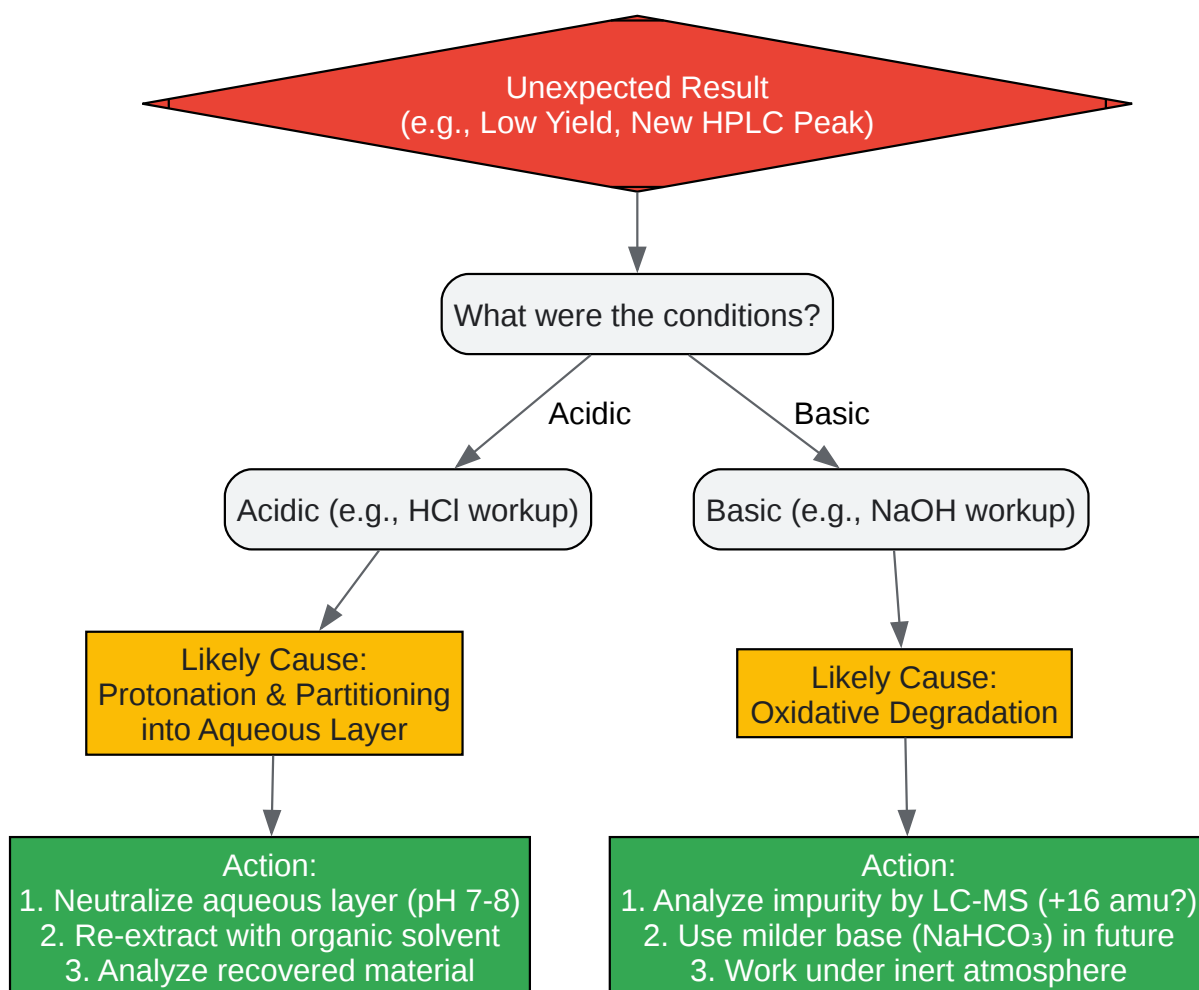 Unexpected Result
(e.g., Low Yield, New HPLC Peak)
What were the conditions?
Acidic
Basic
Acidic (e.g., HCl workup)
Basic (e.g., NaOH workup)
Likely Cause:
Protonation & Partitioning
into Aqueous Layer
Likely Cause:
Oxidative Degradation
Action:
1. Neutralize aqueous layer (pH 7-8)
2. Re-extract with organic solvent
3. Analyze recovered material
Action:
1. Analyze impurity by LC-MS (+16 amu?)
2. Use milder base (NaHCO₃) in future
3. Work under inert atmosphere